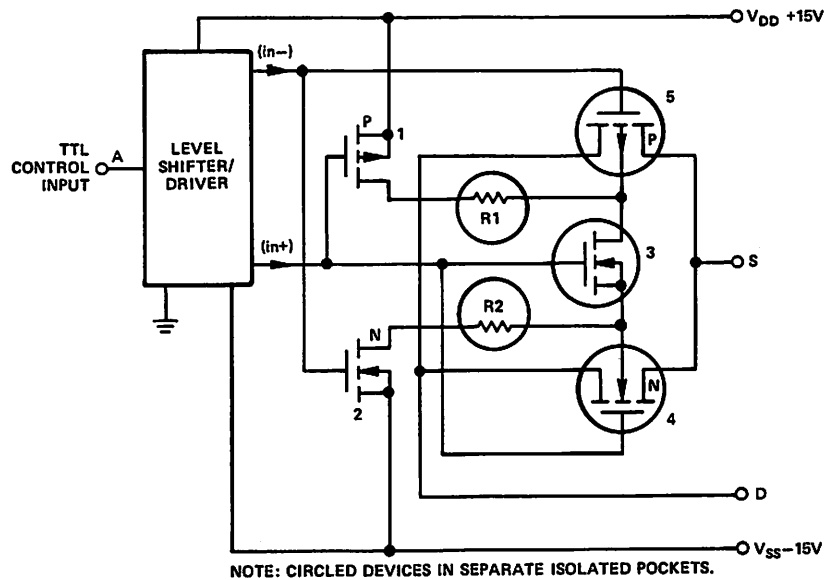 V_DD +15V
(in−)
5
P
1
P
TTL
CONTROL
INPUT
A
LEVEL
SHIFTER/
DRIVER
R1
(in+)
3
S
R2
N
N
4
2
D
V_SS −15V
NOTE: CIRCLED DEVICES IN SEPARATE ISOLATED POCKETS.